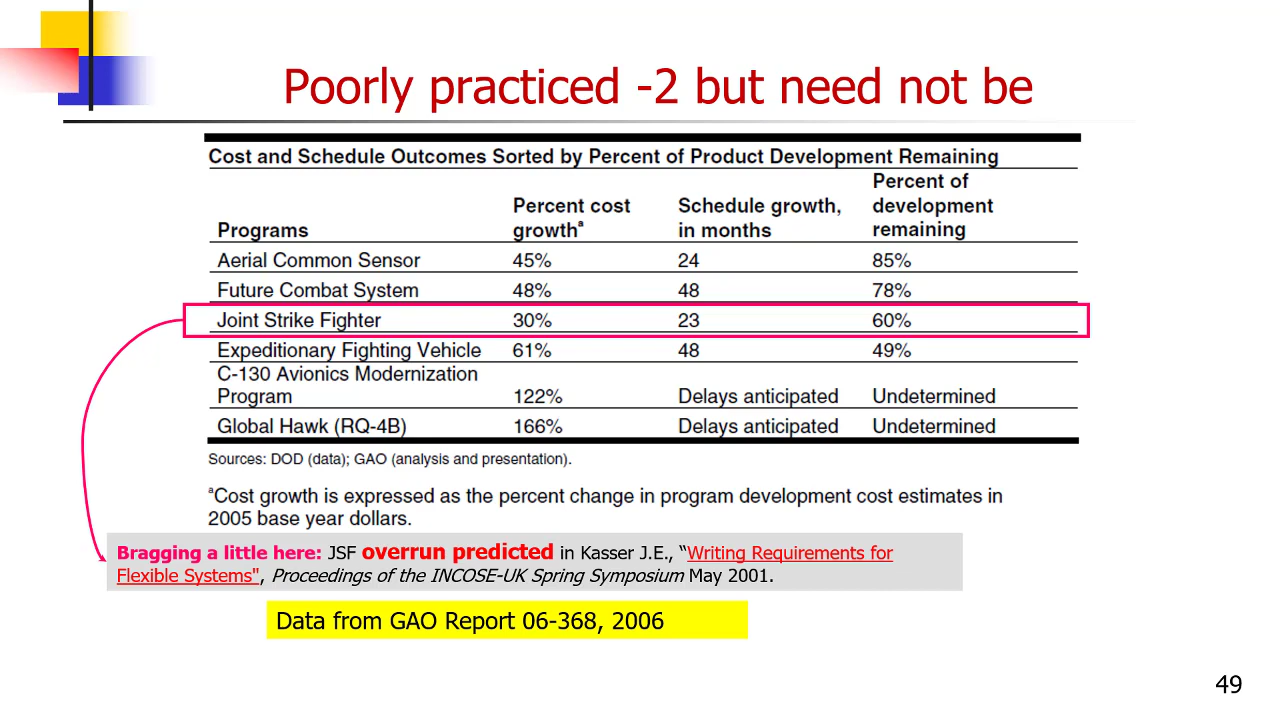 Poorly practiced -2 but need not be
Cost and Schedule Outcomes Sorted by Percent of Product Development Remaining
Programs Percent cost growthª Schedule growth, in months Percent of development remaining
Aerial Common Sensor 45% 24 85%
Future Combat System 48% 48 78%
Joint Strike Fighter 30% 23 60%
Expeditionary Fighting Vehicle 61% 48 49%
C-130 Avionics Modernization
Program 122% Delays anticipated Undetermined
Global Hawk (RQ-4B) 166% Delays anticipated Undetermined
Sources: DOD (data); GAO (analysis and presentation).
ªCost growth is expressed as the percent change in program development cost estimates in
2005 base year dollars.
Bragging a little here: JSF overrun predicted in Kasser J.E., “Writing Requirements for
Flexible Systems", Proceedings of the INCOSE-UK Spring Symposium May 2001.
Data from GAO Report 06-368, 2006
49